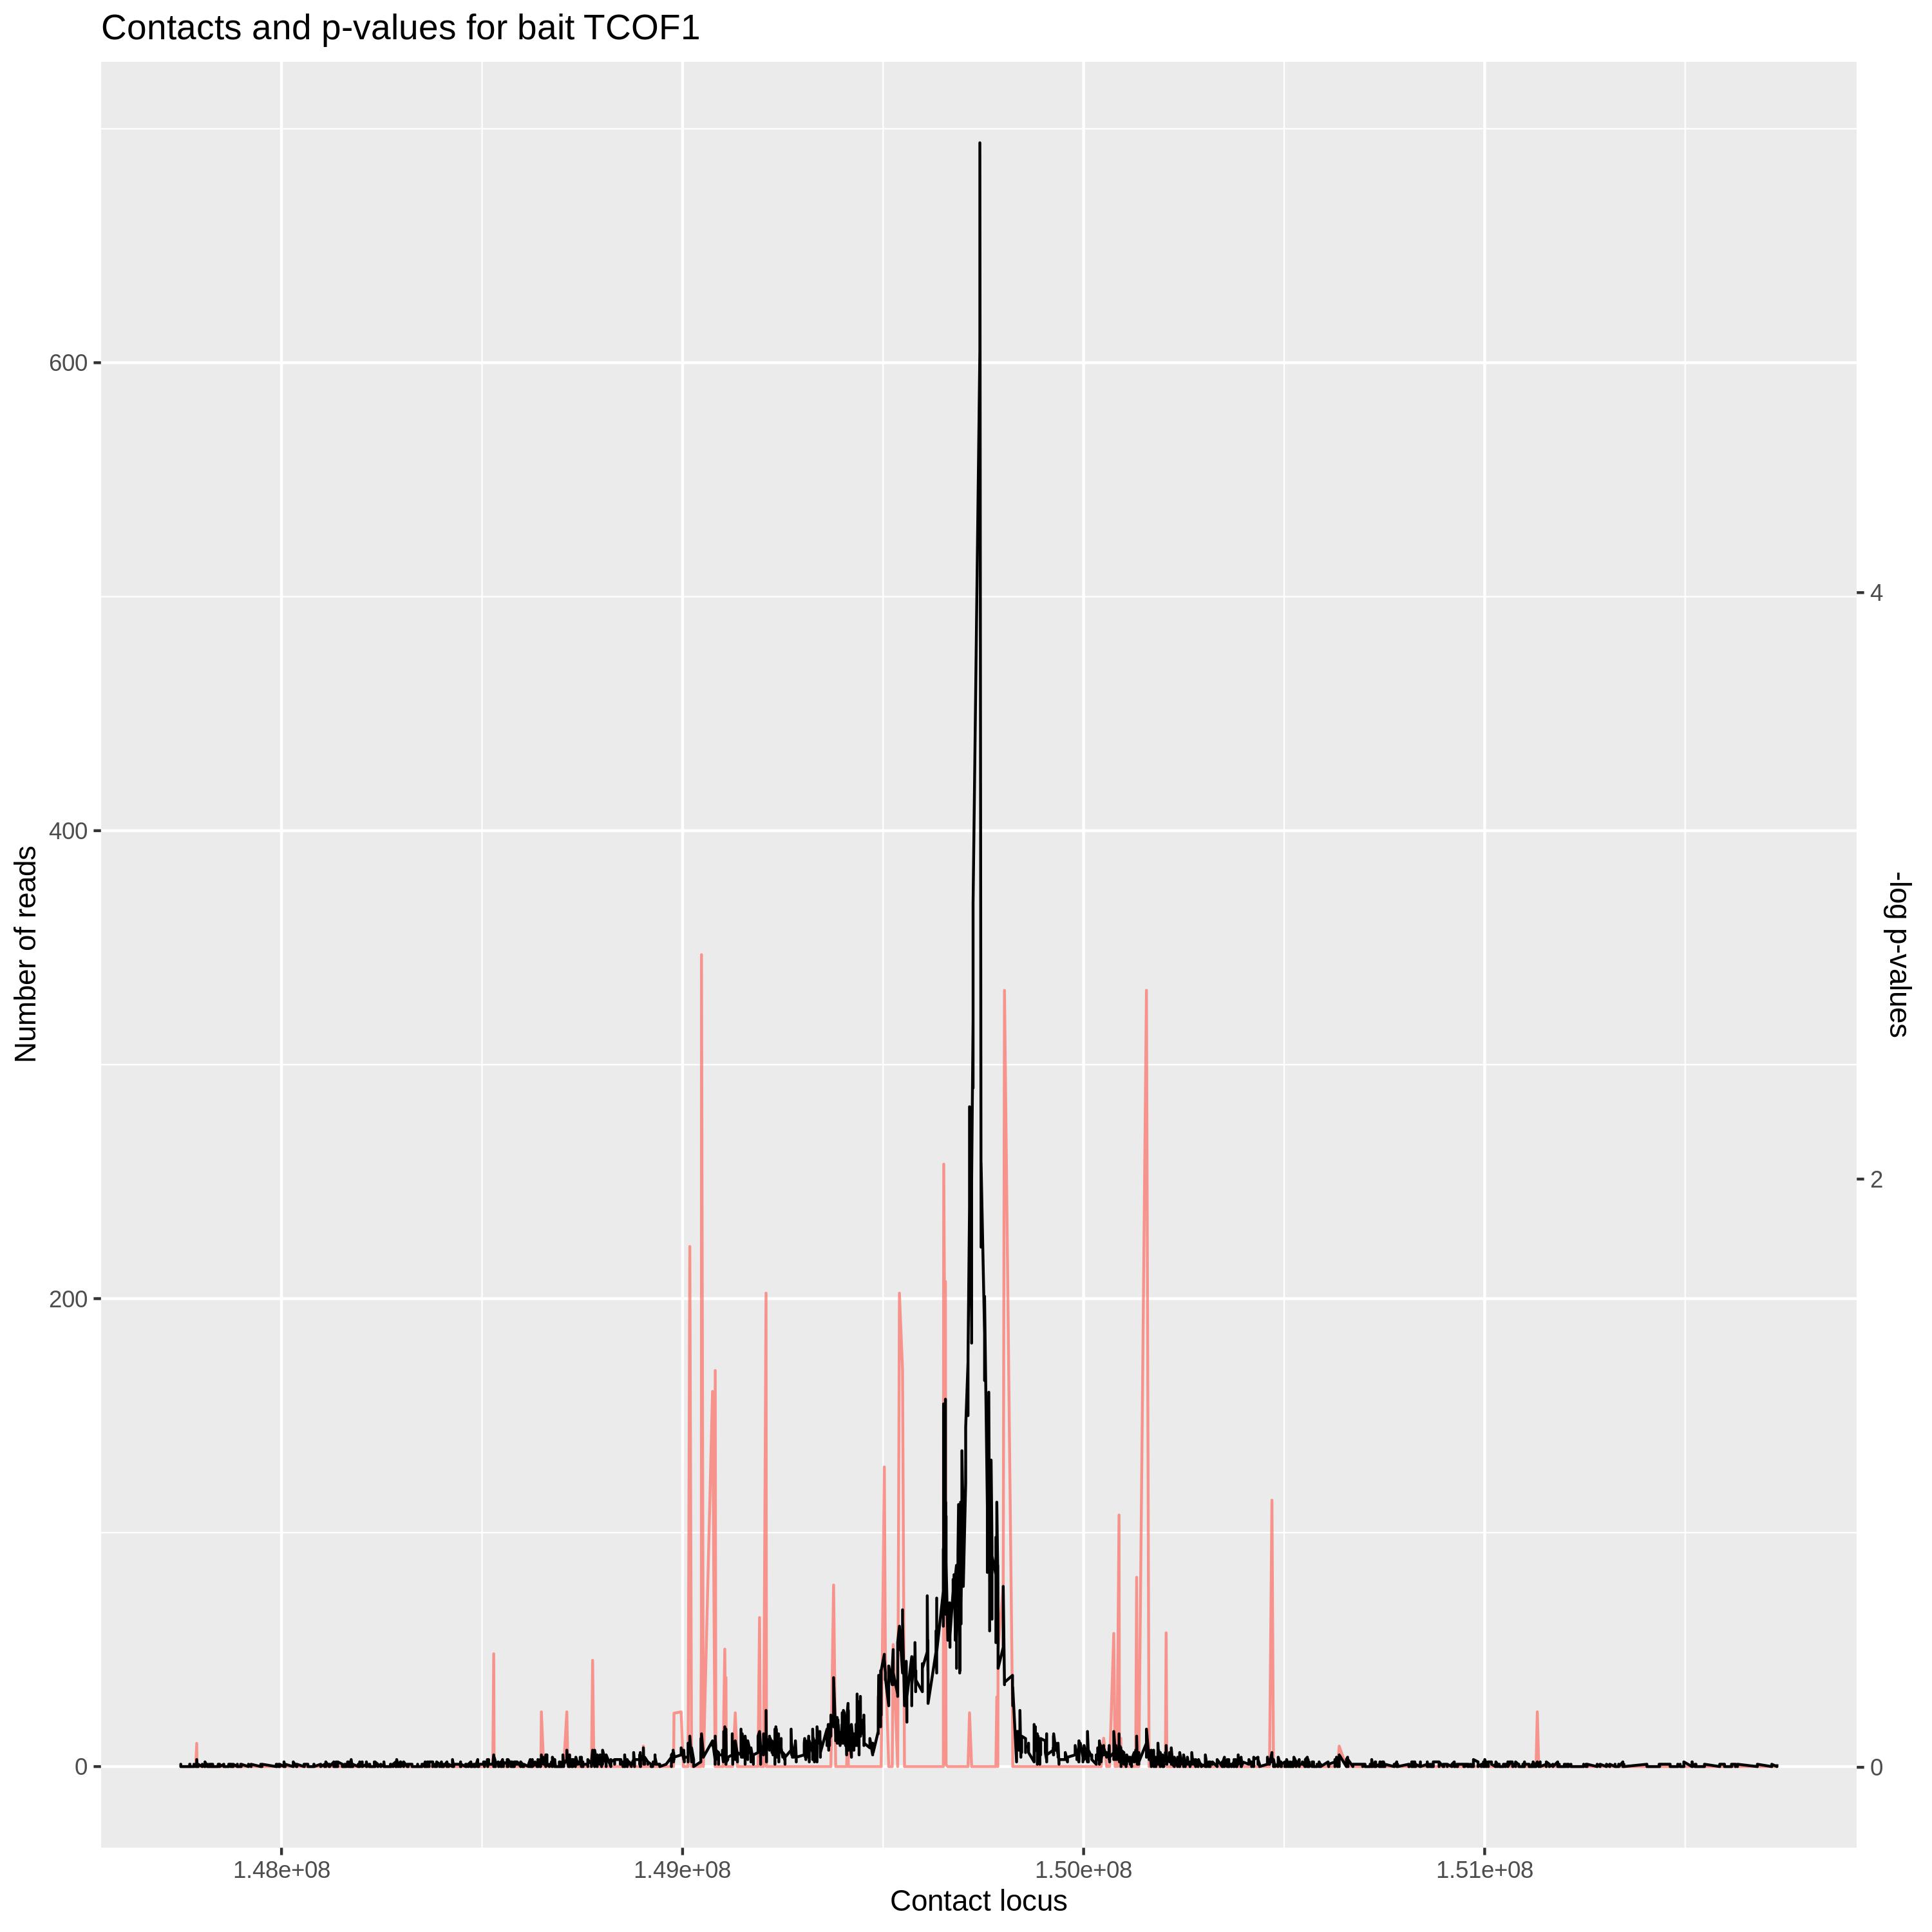 Contacts and p-values for bait TCOF1
Number of reads
600
400
200
0
4
2
0
-log p-values
1.48e+08
1.49e+08
1.50e+08
1.51e+08
Contact locus